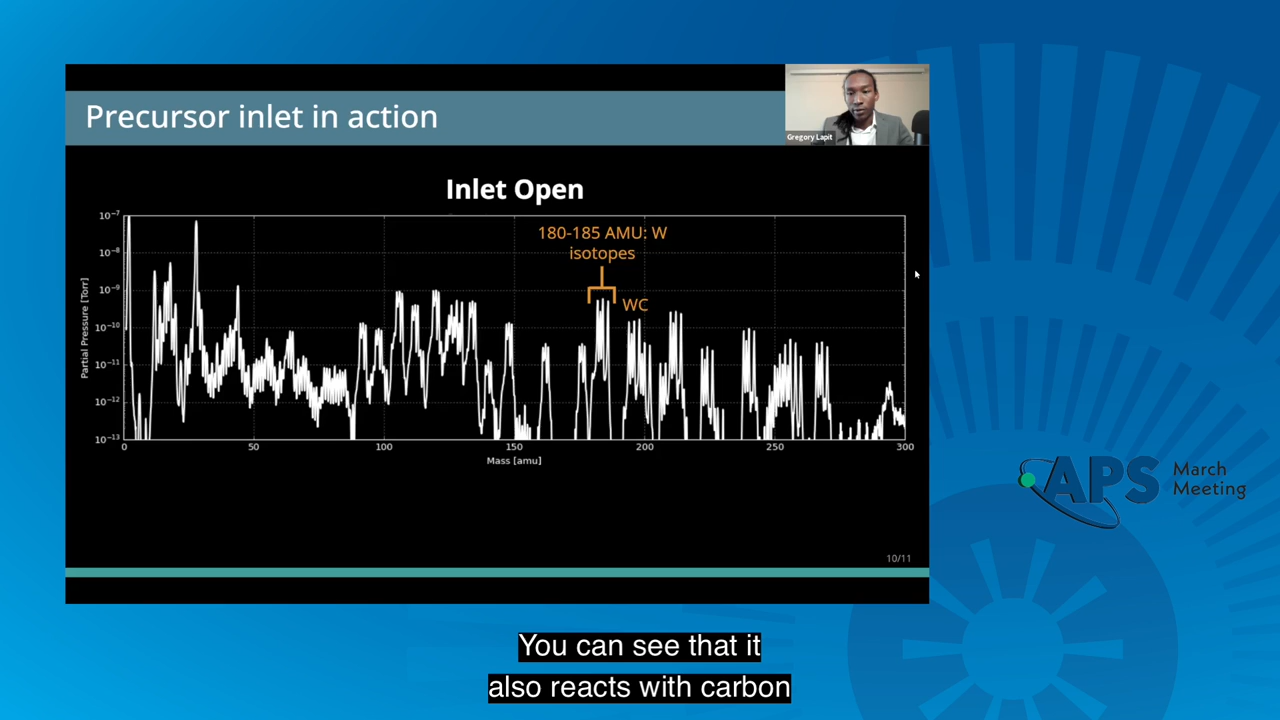 Precursor inlet in action
Gregory Lapit
Inlet Open
180-185 AMU: W
isotopes
WC
Partial Pressure [Torr]
10⁻⁷
10⁻⁸
10⁻⁹
10⁻¹⁰
10⁻¹¹
10⁻¹²
10⁻¹³
0 50 100 150 200 250 300
Mass [amu]
10/11
APS March
Meeting
You can see that it
also reacts with carbon